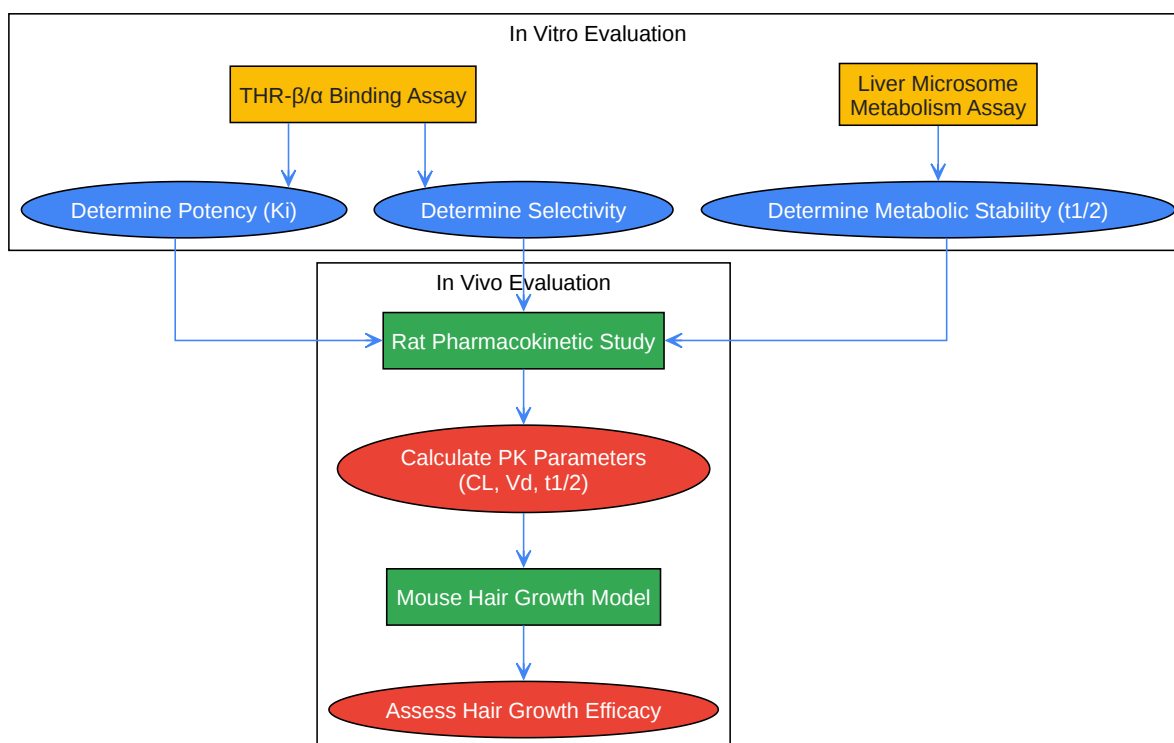 In Vitro Evaluation
THR-β/α Binding Assay
Liver Microsome
Metabolism Assay
Determine Potency (Ki)
Determine Selectivity
Determine Metabolic Stability (t1/2)
In Vivo Evaluation
Rat Pharmacokinetic Study
Calculate PK Parameters
(CL, Vd, t1/2)
Mouse Hair Growth Model
Assess Hair Growth Efficacy